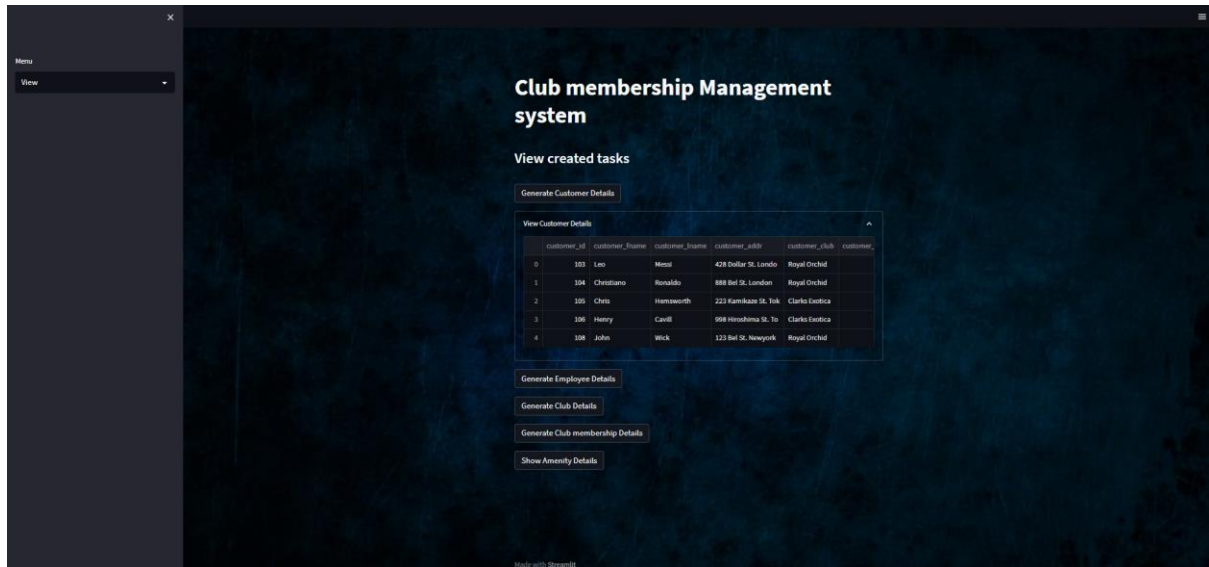 ×
≡
Menu
View
Club membership Management
system
View created tasks
Generate Customer Details
View Customer Details
customer_id customer_fname customer_lname customer_addr customer_club customer_
0 103 Leo Messi 428 Dollar St. Londo Royal Orchid
1 104 Christiano Ronaldo 888 Bel St. London Royal Orchid
2 105 Chris Hemsworth 223 Kamikaze St. Tok Clarks Exotica
3 106 Henry Cavill 998 Hiroshima St. To Clarks Exotica
4 108 John Wick 123 Bel St. Newyork Royal Orchid
Generate Employee Details
Generate Club Details
Generate Club membership Details
Show Amenity Details
Made with Streamlit